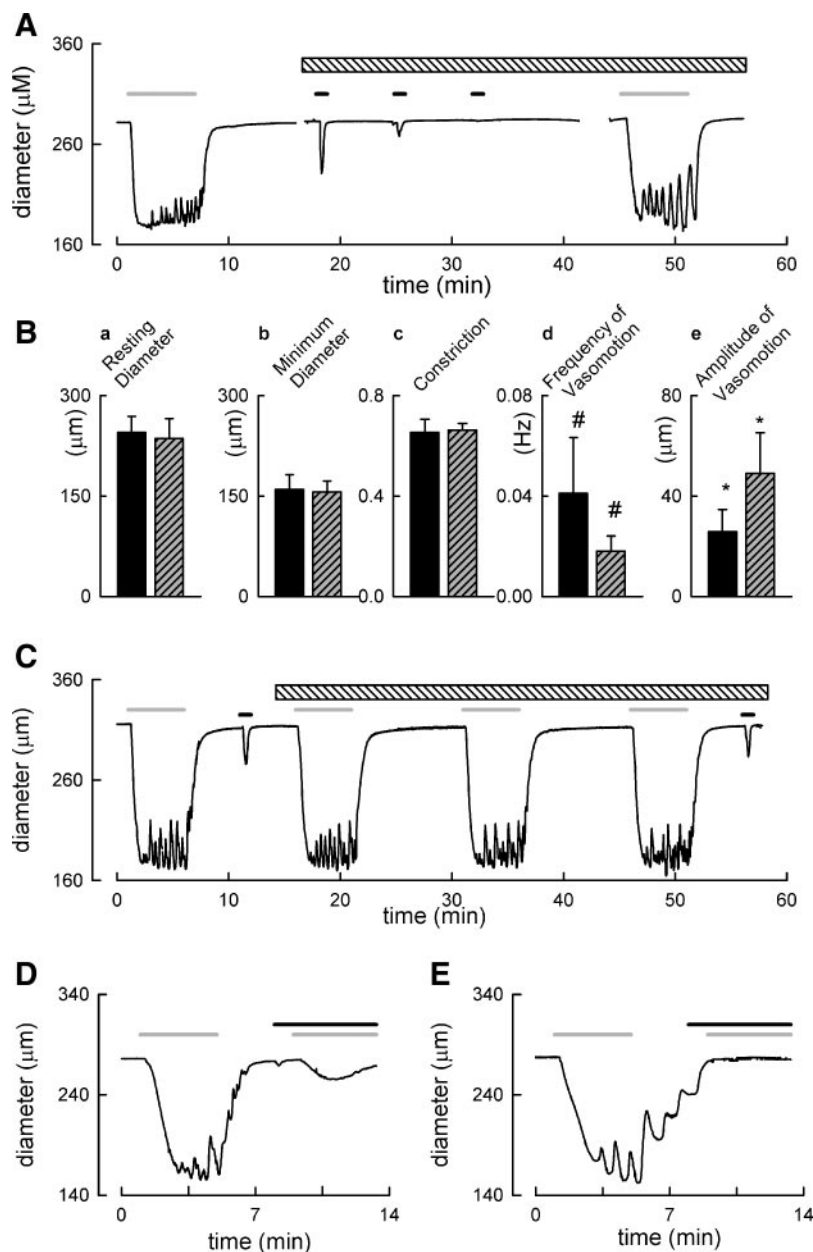 A
diameter (μM)
360
260
160
0 10 20 30 40 50 60
time (min)
B
a Resting Diameter
(μm)
300
150
0
b Minimum Diameter
(μm)
300
150
0
c Constriction
0.8
0.4
0.0
d Frequency of Vasomotion
(Hz)
0.08
0.04
0.00
# #
e Amplitude of Vasomotion
(μm)
80
40
0
* *
C
diameter (μm)
360
260
160
0 10 20 30 40 50 60
time (min)
D
diameter (μm)
340
240
140
0 7 14
time (min)
E
diameter (μm)
340
240
140
0 7 14
time (min)